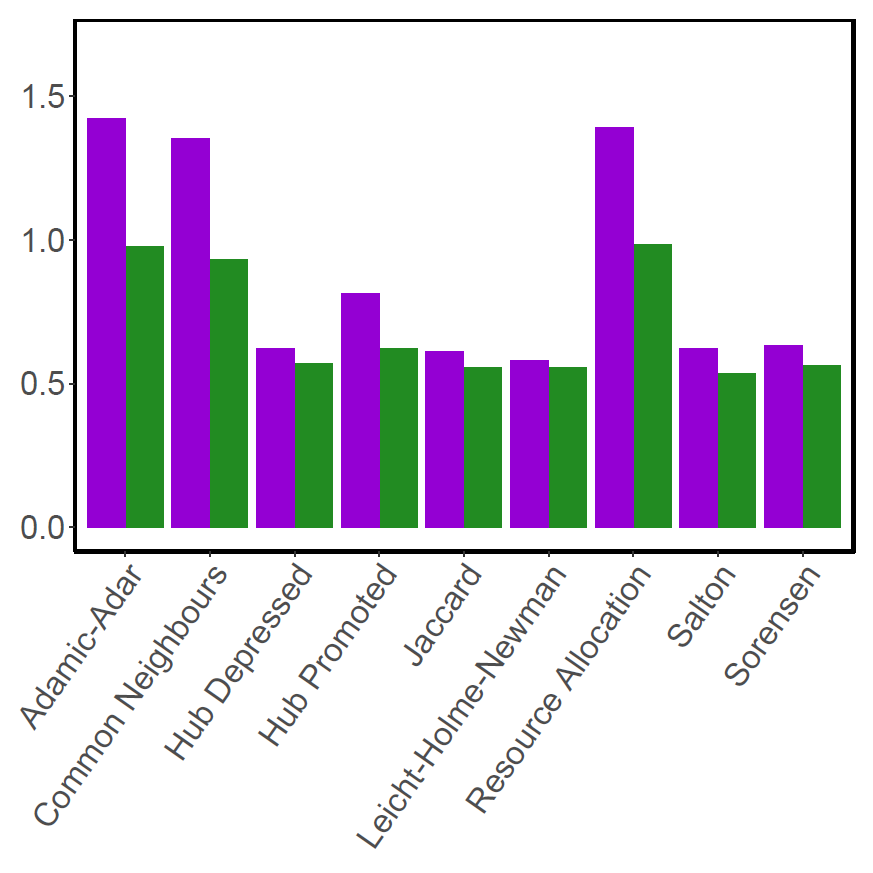 1.5
1.0
0.5
0.0
Adamic-Adar
Common Neighbours
Hub Depressed
Hub Promoted
Jaccard
Leicht-Holme-Newman
Resource Allocation
Salton
Sorensen